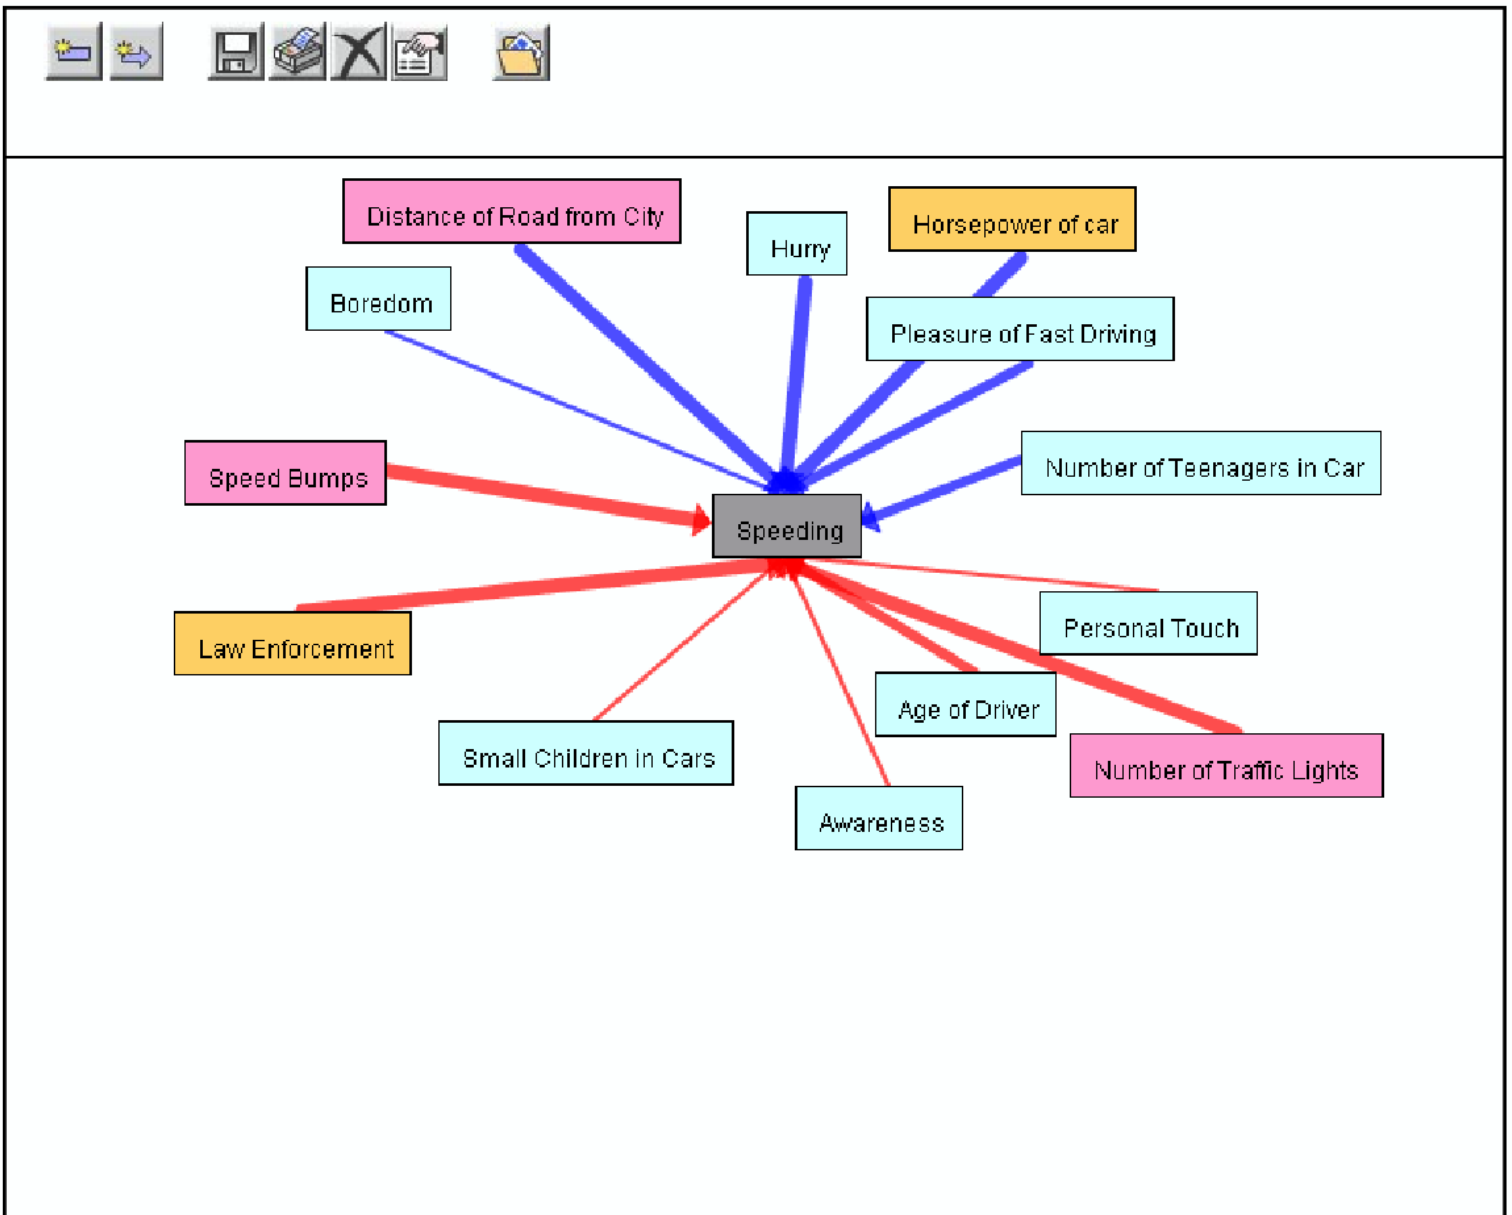 Distance of Road from City
Hurry
Horsepower of car
Boredom
Pleasure of Fast Driving
Speed Bumps
Number of Teenagers in Car
Speeding
Law Enforcement
Personal Touch
Age of Driver
Small Children in Cars
Number of Traffic Lights
Awareness